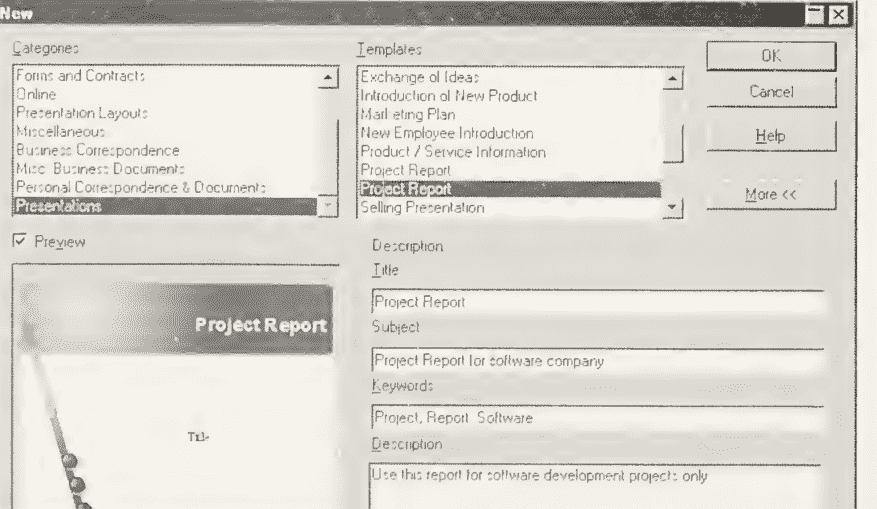 New
Categories
Forms and Contracts
Online
Presentation Layouts
Miscellaneous
Business Correspondence
Misc. Business Documents
Personal Correspondence & Documents
Presentations
Templates
Exchange of Ideas
Introduction of New Product
Marketing Plan
New Employee Introduction
Product / Service Information
Project Report
Project Report
Selling Presentation
OK
Cancel
Help
More <<
Preview
Project Report
Title
Description
Title
Project Report
Subject
Project Report for software company
Keywords
Project, Report Software
Description
Use this report for software development projects only